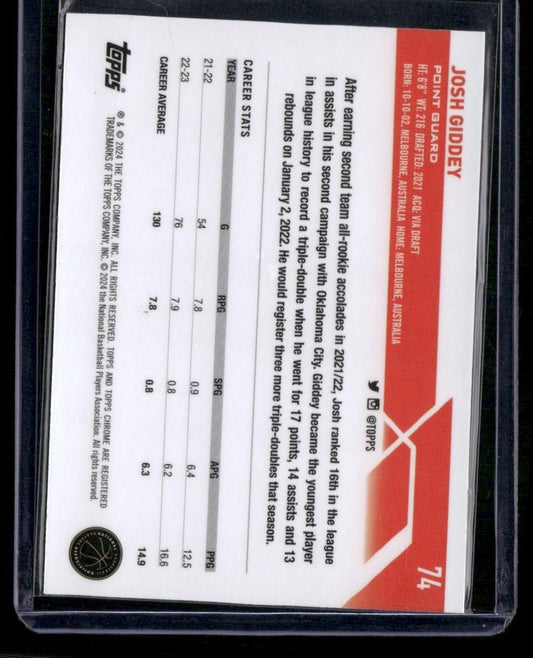 JOSH GIDDEY
74
POINT GUARD
HT: 6'8" WT: 216 DRAFTED: 2021 ACQ: VIA DRAFT
BORN: 10-10-02, MELBOURNE, AUSTRALIA HOME: MELBOURNE, AUSTRALIA
@TOPPS
After earning second team all-rookie accolades in 2021/22, Josh ranked 16th in the league
in assists in his second campaign with Oklahoma City. Giddey became the youngest player
in league history to record a triple-double when he went for 17 points, 14 assists and 13
rebounds on January 2, 2022. He would register three more triple-doubles that season.
CAREER STATS
YEAR G RPG SPG APG PPG
21-22 54 7.8 0.9 6.4 12.5
22-23 76 7.9 0.8 6.2 16.6
CAREER AVERAGE 130 7.8 0.8 6.3 14.9
topps
® & © 2024 THE TOPPS COMPANY, INC. ALL RIGHTS RESERVED. TOPPS AND TOPPS CHROME ARE REGISTERED
TRADEMARKS OF THE TOPPS COMPANY, INC. © 2024 the National Basketball Players Association. All rights reserved.